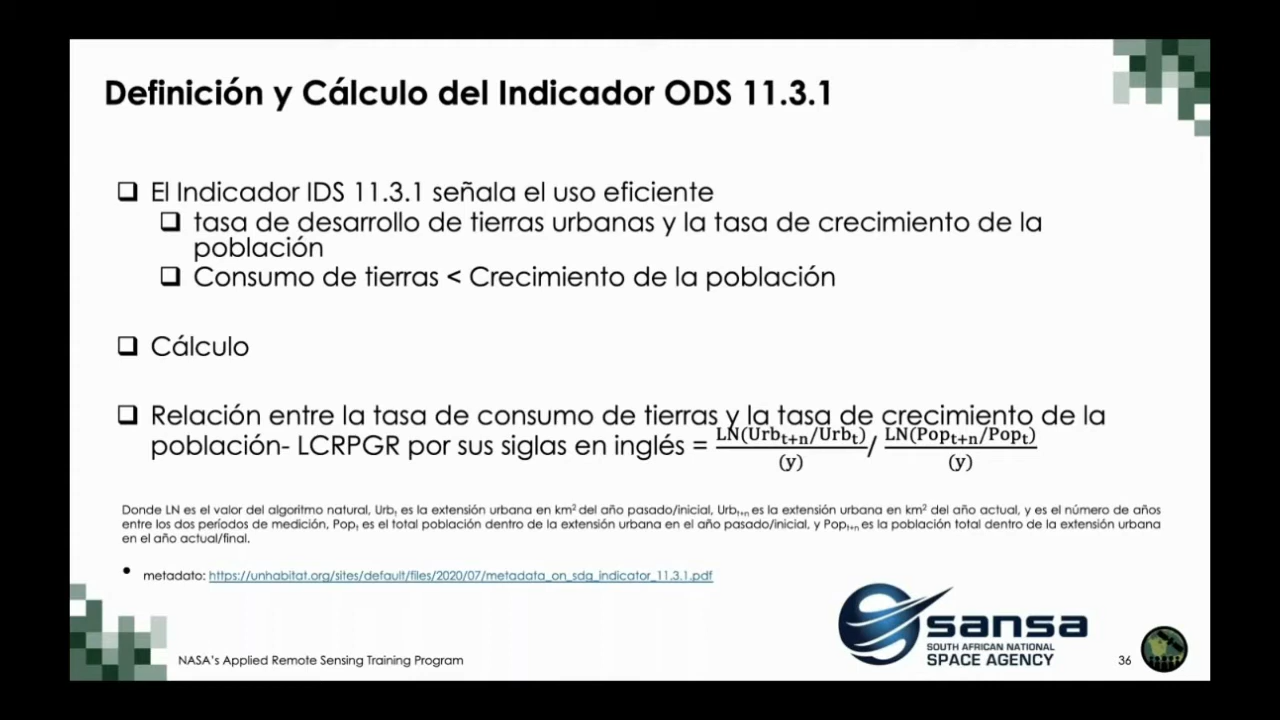 Definición y Cálculo del Indicador ODS 11.3.1
❑ El Indicador IDS 11.3.1 señala el uso eficiente
❑ tasa de desarrollo de tierras urbanas y la tasa de crecimiento de la
población
❑ Consumo de tierras < Crecimiento de la población
❑ Cálculo
❑ Relación entre la tasa de consumo de tierras y la tasa de crecimiento de la
población- LCRPGR por sus siglas en inglés = LN(Urbt+n/Urbt)/(y) / LN(Popt+n/Popt)/(y)
Donde LN es el valor del algoritmo natural, Urbt es la extensión urbana en km2 del año pasado/inicial, Urbt+n es la extensión urbana en km2 del año actual, y es el número de años
entre los dos períodos de medición, Popt es el total población dentro de la extensión urbana en el año pasado/inicial, y Popt+n es la población total dentro de la extensión urbana
en el año actual/final.
• metadato: https://unhabitat.org/sites/default/files/2020/07/metadata_on_sdg_indicator_11.3.1.pdf
sansa
SOUTH AFRICAN NATIONAL
SPACE AGENCY
NASA's Applied Remote Sensing Training Program
36